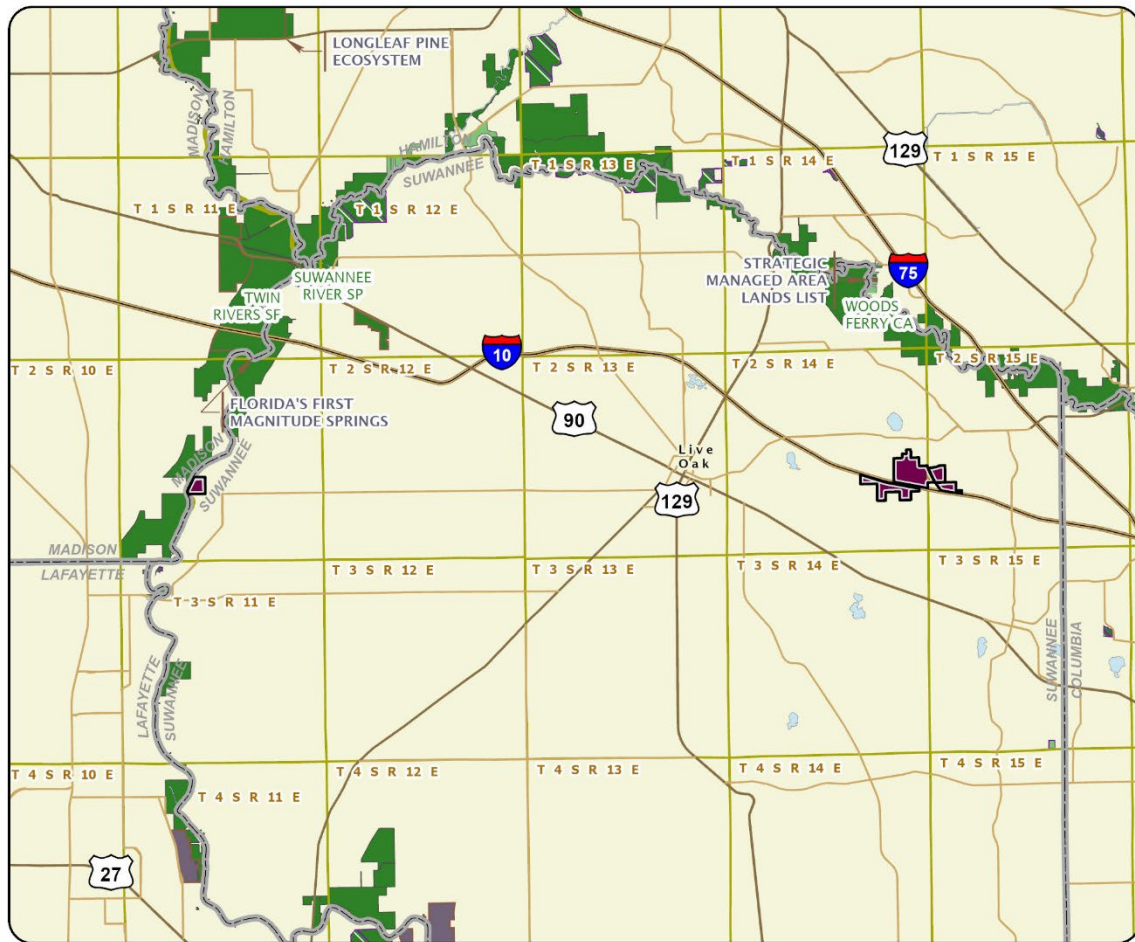 LONGLEAF PINE
ECOSYSTEM
MADISON
HAMILTON
HAMILTON
SUWANNEE
129
T 1 S R 13 E
T 1 S R 14 E
T 1 S R 15 E
T 1 S R 11 E
T 1 S R 12 E
SUWANNEE
RIVER SP
TWIN
RIVERS SF
STRATEGIC
MANAGED AREA
LANDS LIST
75
WOODS
FERRY CA
10
T 2 S R 10 E
T 2 S R 12 E
T 2 S R 13 E
T 2 S R 14 E
T 2 S R 15 E
FLORIDA'S FIRST
MAGNITUDE SPRINGS
90
MADISON
SUWANNEE
Live
Oak
129
MADISON
LAFAYETTE
T 3 S R 11 E
T 3 S R 12 E
T 3 S R 13 E
T 3 S R 14 E
T 3 S R 15 E
LAFAYETTE
SUWANNEE
SUWANNEE
COLUMBIA
T 4 S R 10 E
T 4 S R 11 E
T 4 S R 12 E
T 4 S R 13 E
T 4 S R 14 E
T 4 S R 15 E
27